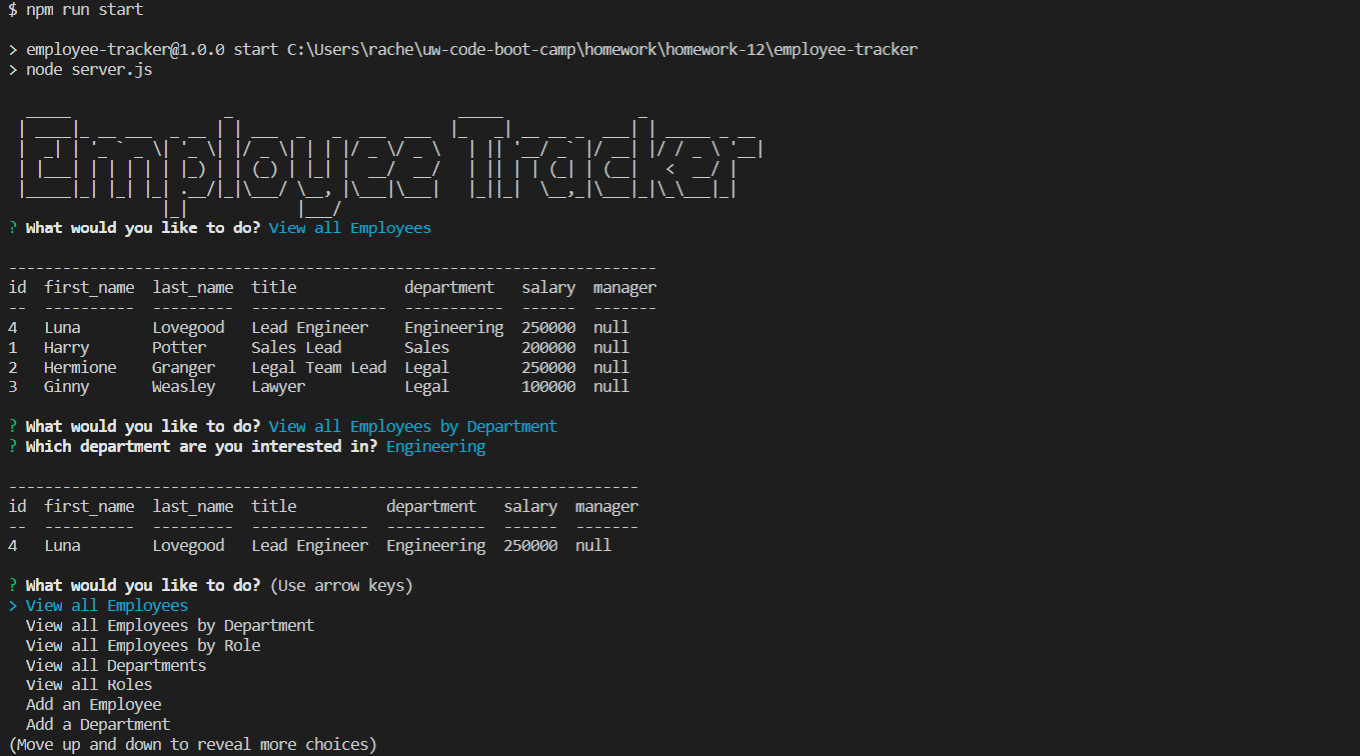 $ npm run start
> employee-tracker@1.0.0 start C:\Users\rache\uw-code-boot-camp\homework\homework-12\employee-tracker
> node server.js
Employee Tracker
? What would you like to do? View all Employees
------------------------------------------------------------------------
id  first_name  last_name  title            department   salary  manager
--  ----------  ---------  ---------------  -----------  ------  -------
4   Luna        Lovegood   Lead Engineer    Engineering  250000  null
1   Harry       Potter     Sales Lead       Sales        200000  null
2   Hermione    Granger    Legal Team Lead  Legal        250000  null
3   Ginny       Weasley    Lawyer           Legal        100000  null
? What would you like to do? View all Employees by Department
? Which department are you interested in? Engineering
----------------------------------------------------------------------
id  first_name  last_name  title          department   salary  manager
--  ----------  ---------  -------------  -----------  ------  -------
4   Luna        Lovegood   Lead Engineer  Engineering  250000  null
? What would you like to do? (Use arrow keys)
> View all Employees
  View all Employees by Department
  View all Employees by Role
  View all Departments
  View all Roles
  Add an Employee
  Add a Department
(Move up and down to reveal more choices)